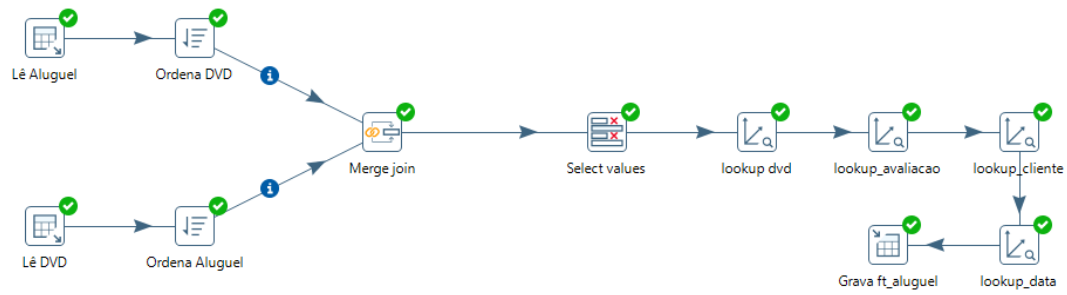 Lê Aluguel
Ordena DVD
Merge join
Select values
lookup dvd
lookup_avaliacao
lookup_cliente
Lê DVD
Ordena Aluguel
Grava ft_aluguel
lookup_data